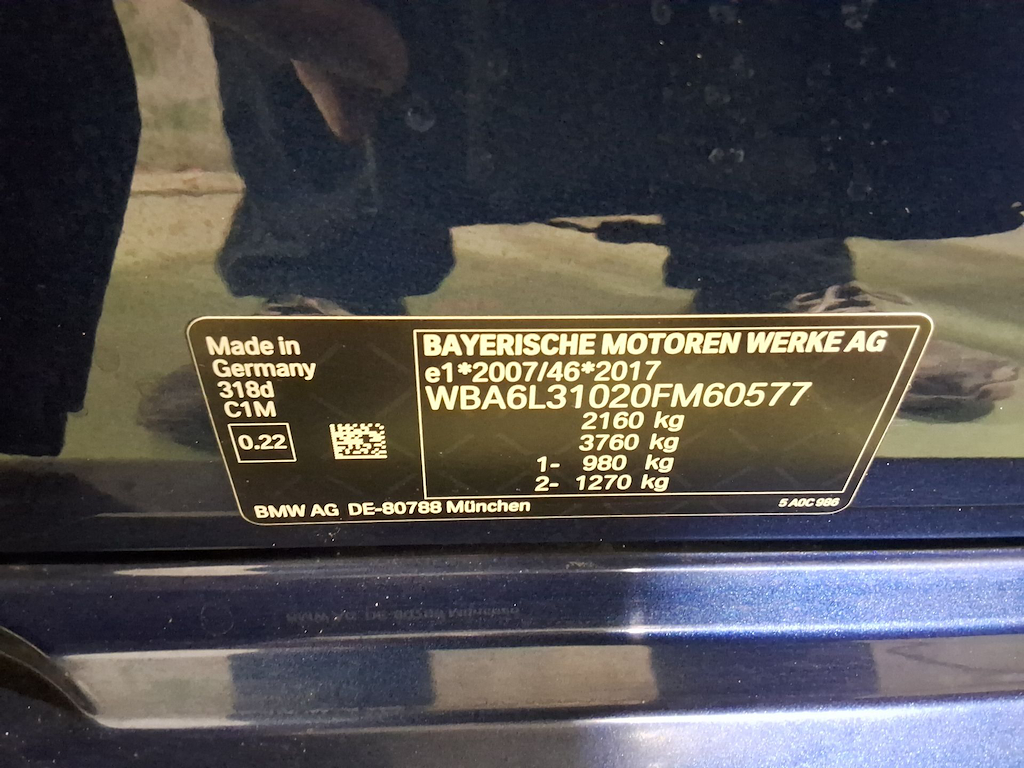 Made in
Germany
318d
C1M
0.22
BAYERISCHE MOTOREN WERKE AG
e1*2007/46*2017
WBA6L31020FM60577
2160 kg
3760 kg
1- 980 kg
2- 1270 kg
BMW AG DE-80788 München
5 A0C 986